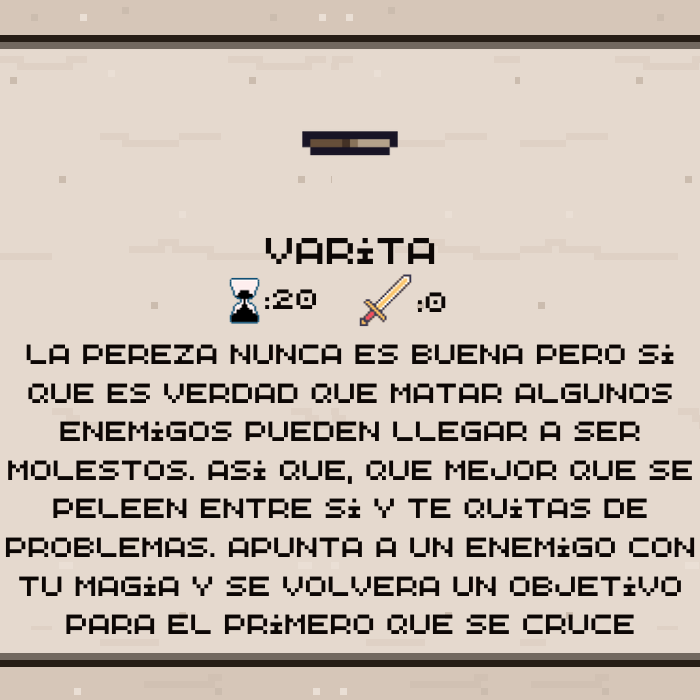 VARiTA
:20 :0
LA PEREZA NUNCA ES BUENA PERO Si
QUE ES VERDAD QUE MATAR ALGUNOS
ENEMiGOS PUEDEN LLEGAR A SER
MOLESTOS. ASi QUE, QUE MEJOR QUE SE
PELEEN ENTRE Si Y TE QUiTAS DE
PROBLEMAS. APUNTA A UN ENEMiGO CON
TU MAGiA Y SE VOLVERA UN OBJETiVO
PARA EL PRiMERO QUE SE CRUCE